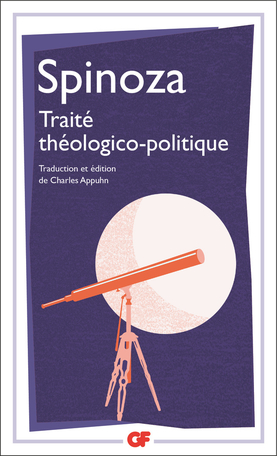 Spinoza
Traité
théologico-politique
Traduction et édition
de Charles Appuhn
GF